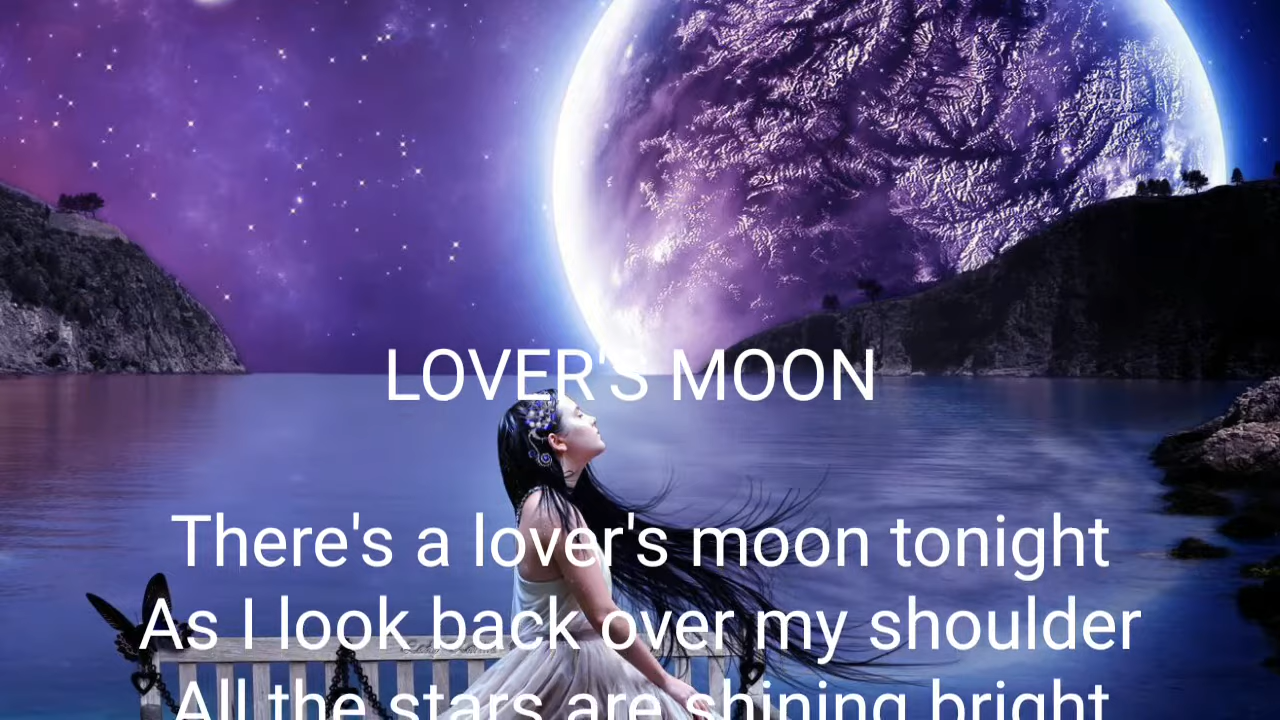 LOVER'S MOON
There's a lover's moon tonight
As I look back over my shoulder
All the stars are shining bright